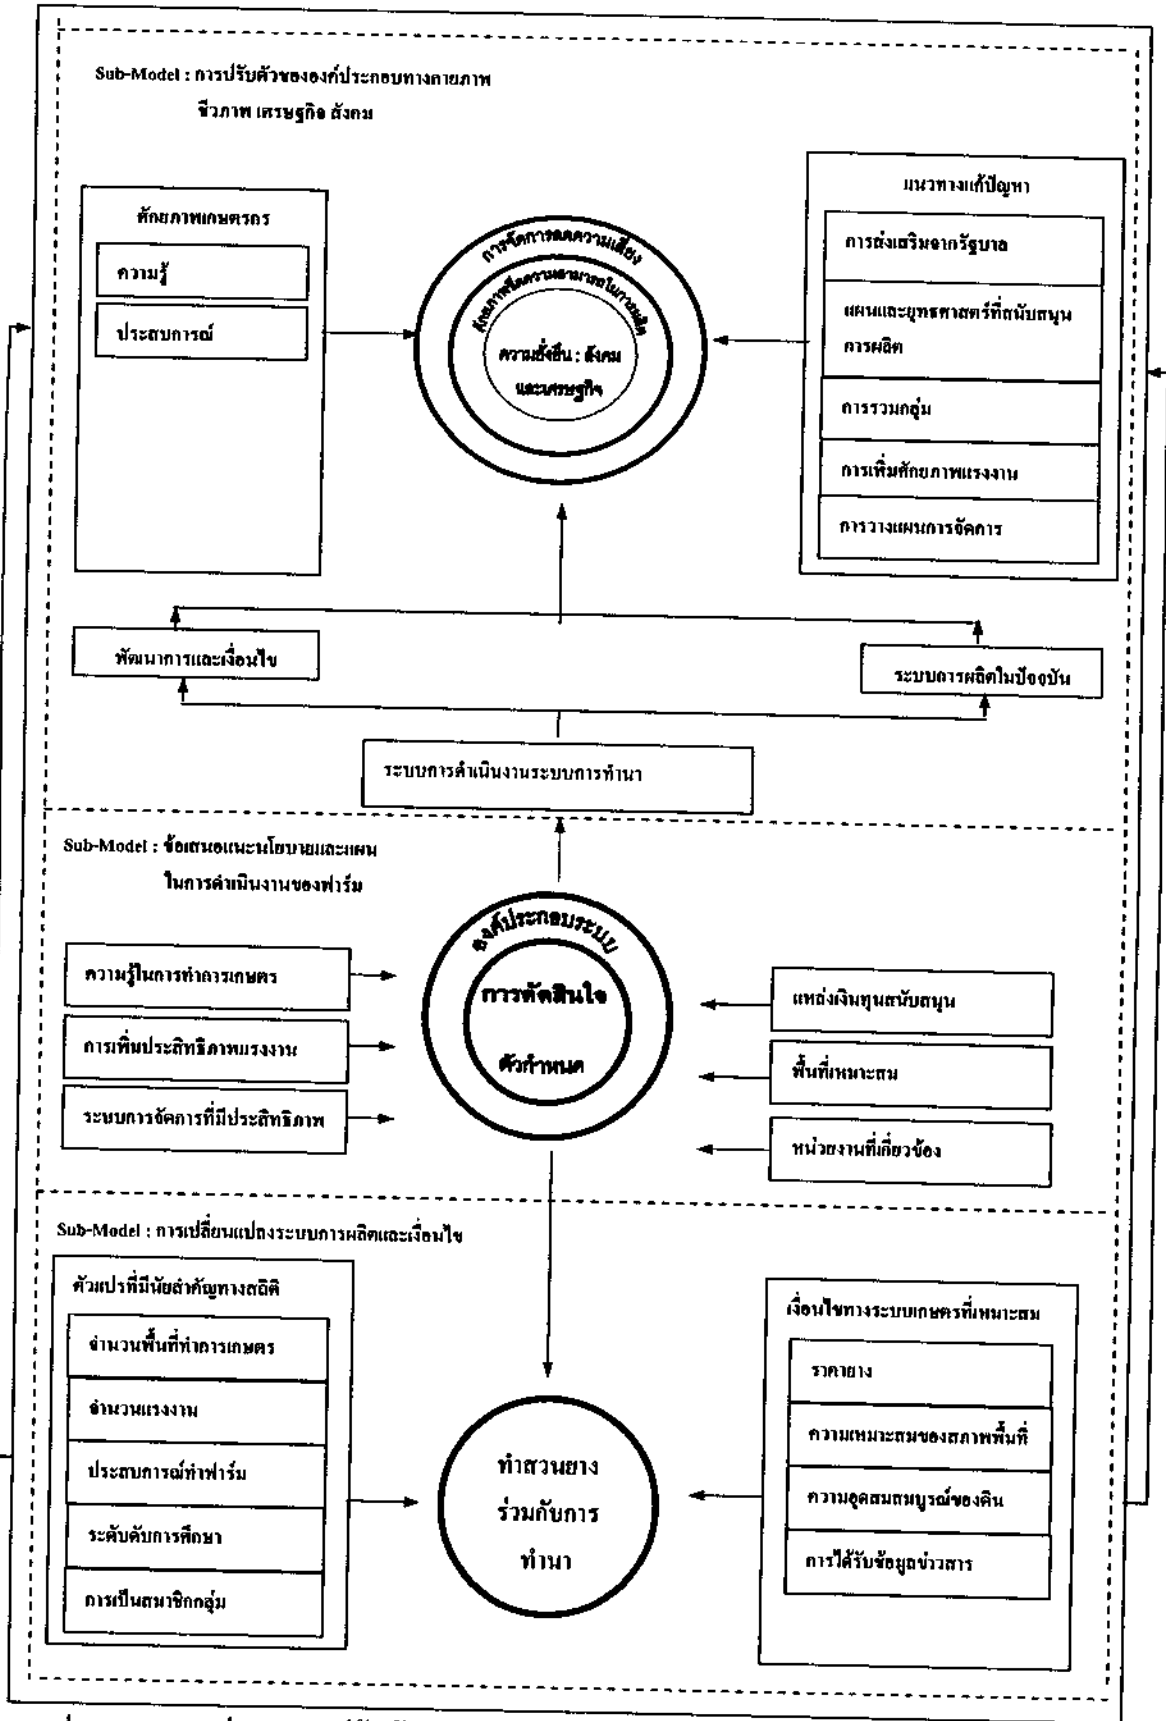 Sub-Model : การปรับตัวขององค์ประกอบทางกายภาพ
ชีวภาพ เศรษฐกิจ สังคม
ศักยภาพเกษตรกร
ความรู้
ประสบการณ์
การจัดการลดความเสี่ยง
ศักยภาพขีดความสามารถในการผลิต
ความยั่งยืน : สังคม
และเศรษฐกิจ
แนวทางแก้ปัญหา
การส่งเสริมจากรัฐบาล
แผนและยุทธศาสตร์ที่สนับสนุน
การผลิต
การรวมกลุ่ม
การเพิ่มศักยภาพแรงงาน
การวางแผนการจัดการ
พัฒนาการและเงื่อนไข
ระบบการผลิตในปัจจุบัน
ระบบการดำเนินงานระบบการทำนา
Sub-Model : ข้อเสนอแนะนโยบายและแผน
ในการดำเนินงานของฟาร์ม
ความรู้ในการทำการเกษตร
การเพิ่มประสิทธิภาพแรงงาน
ระบบการจัดการที่มีประสิทธิภาพ
องค์ประกอบระบบ
การตัดสินใจ
ตัวกำหนด
แหล่งเงินทุนสนับสนุน
พื้นที่เหมาะสม
หน่วยงานที่เกี่ยวข้อง
Sub-Model : การเปลี่ยนแปลงระบบการผลิตและเงื่อนไข
ตัวแปรที่มีนัยสำคัญทางสถิติ
จำนวนพื้นที่ทำการเกษตร
จำนวนแรงงาน
ประสบการณ์ทำฟาร์ม
ระดับดับการศึกษา
การเป็นสมาชิกกลุ่ม
ทำสวนยาง
ร่วมกับการ
ทำนา
เงื่อนไขทางระบบเกษตรที่เหมาะสม
ราคายาง
ความเหมาะสมของสภาพพื้นที่
ความอุดมสมบูรณ์ของดิน
การได้รับข้อมูลข่าวสาร